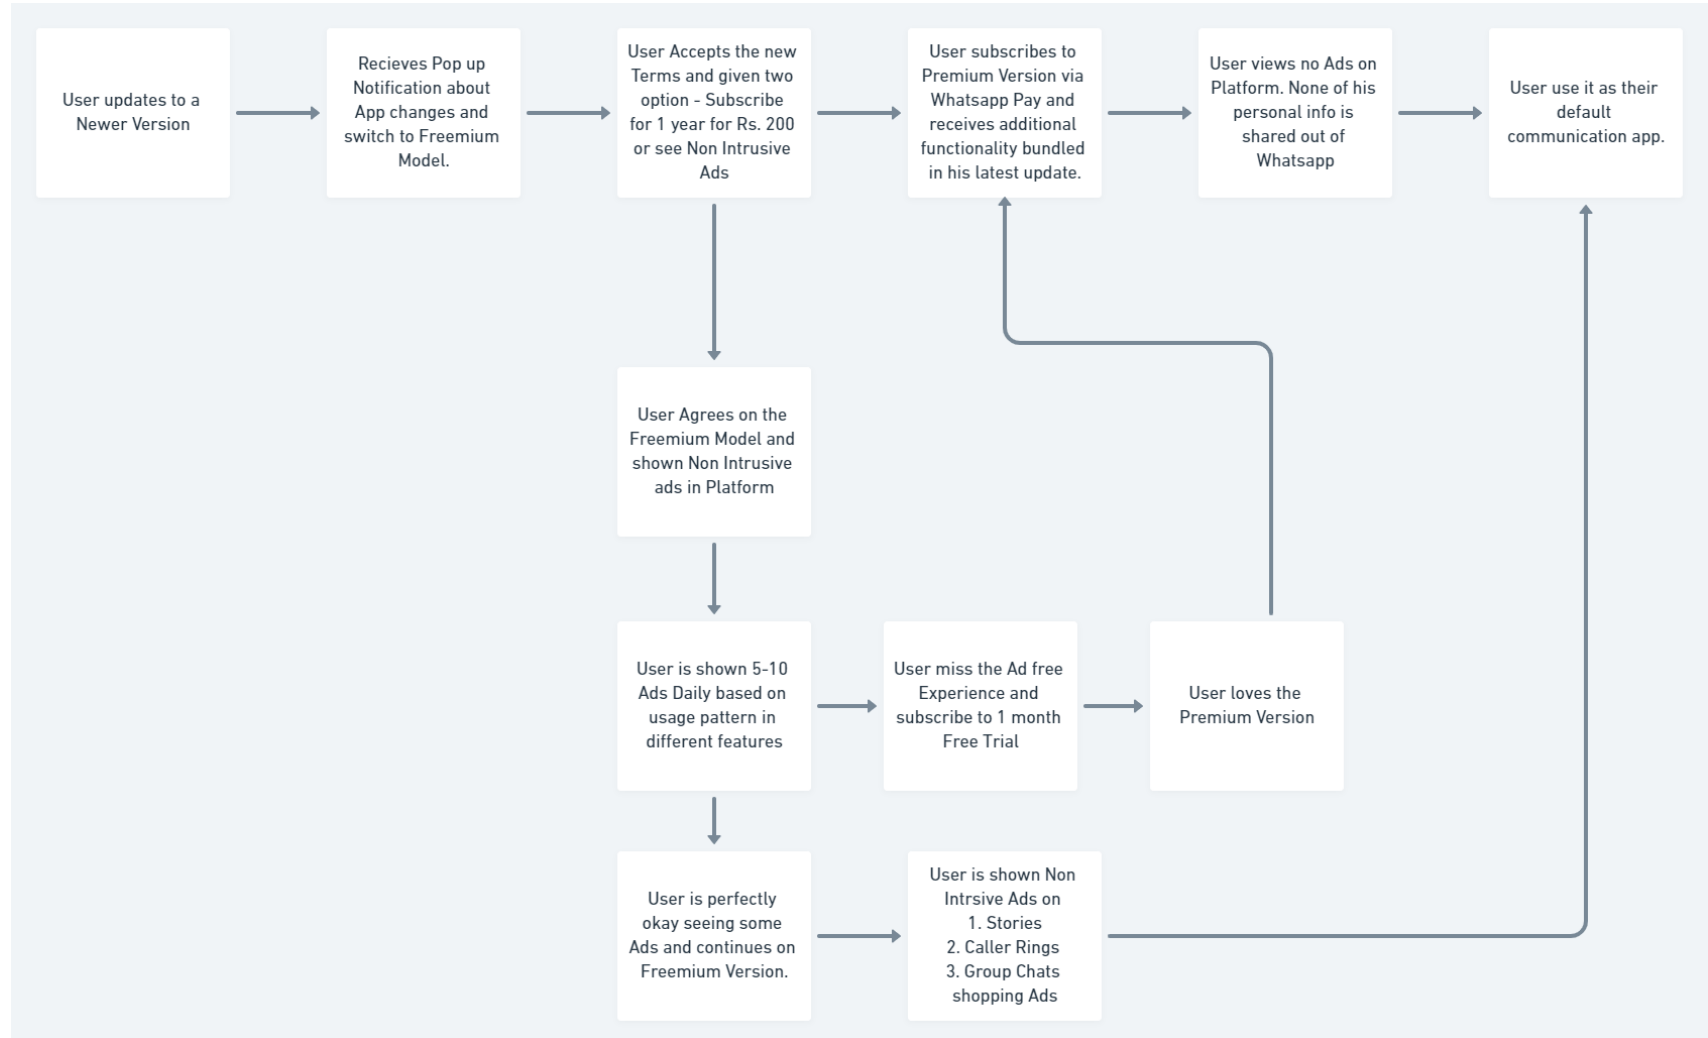 User updates to a
Newer Version
Recieves Pop up
Notification about
App changes and
switch to Freemium
Model.
User Accepts the new
Terms and given two
option - Subscribe
for 1 year for Rs. 200
or see Non Intrusive
Ads
User subscribes to
Premium Version via
Whatsapp Pay and
receives additional
functionality bundled
in his latest update.
User views no Ads on
Platform. None of his
personal info is
shared out of
Whatsapp
User use it as their
default
communication app.
User Agrees on the
Freemium Model and
shown Non Intrusive
ads in Platform
User is shown 5-10
Ads Daily based on
usage pattern in
different features
User miss the Ad free
Experience and
subscribe to 1 month
Free Trial
User loves the
Premium Version
User is perfectly
okay seeing some
Ads and continues on
Freemium Version.
User is shown Non
Intrsive Ads on
1. Stories
2. Caller Rings
3. Group Chats
shopping Ads